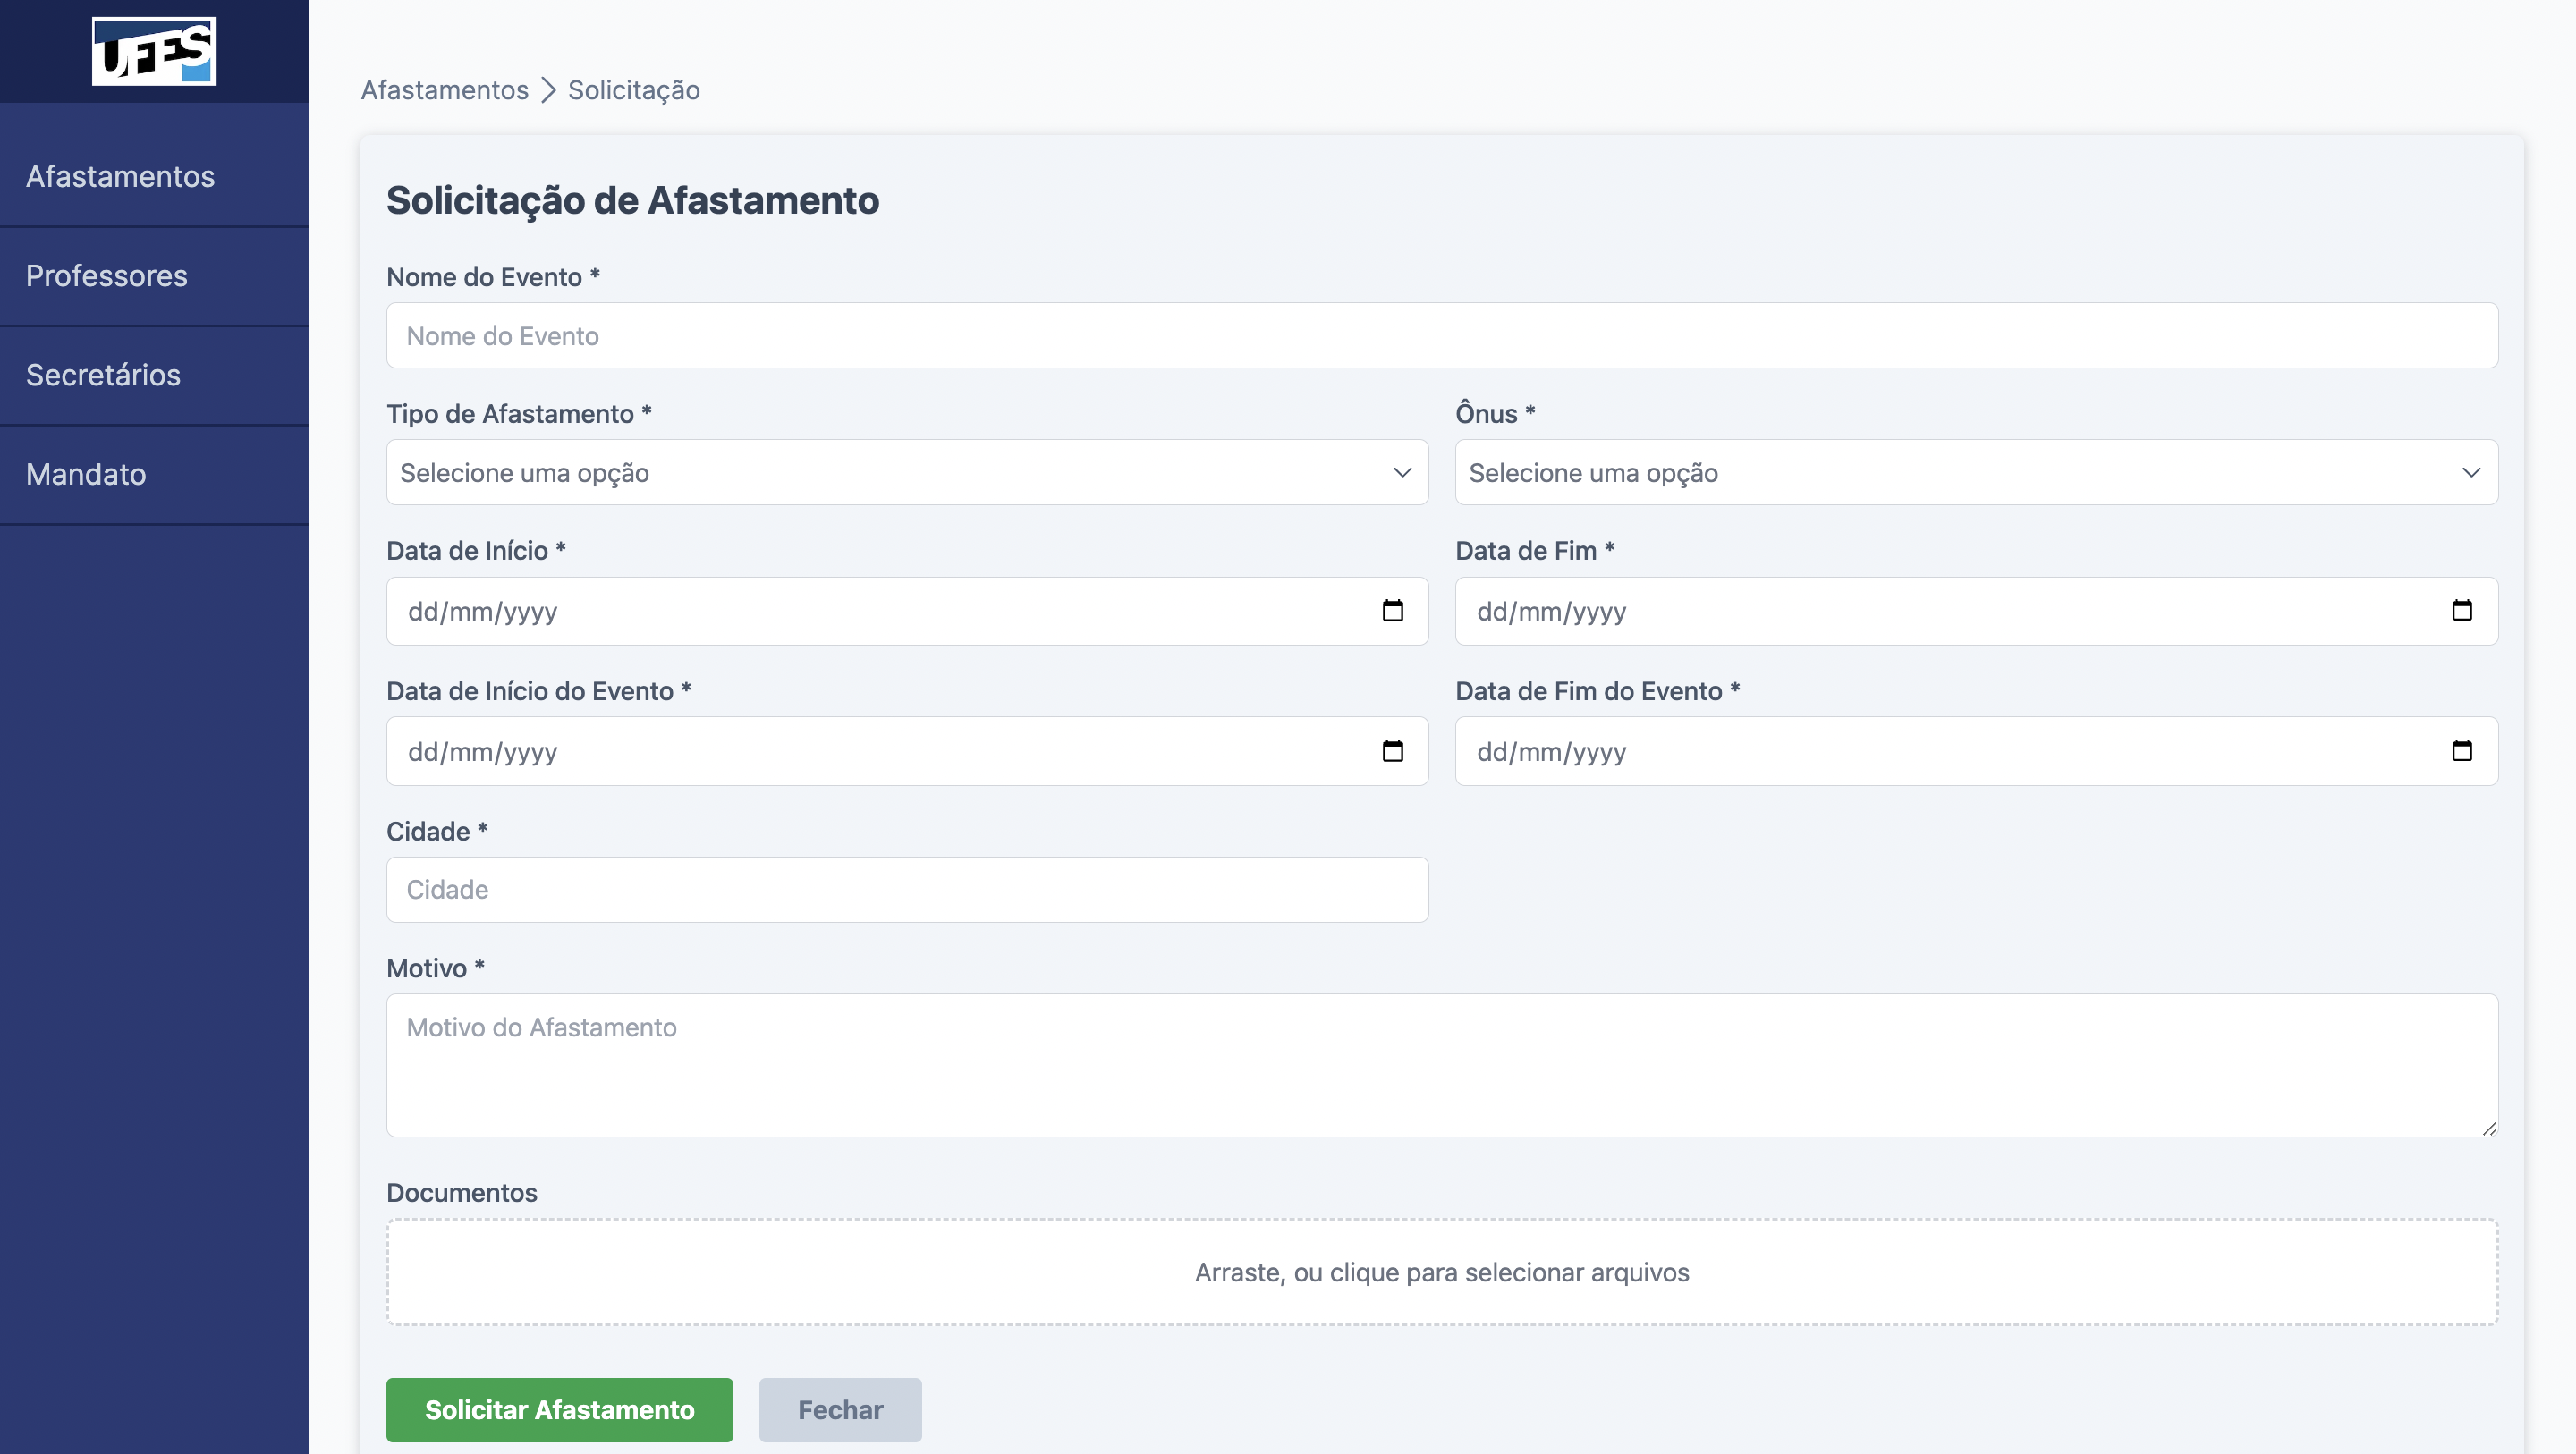 UFES
Afastamentos
Professores
Secretários
Mandato
Afastamentos > Solicitação
Solicitação de Afastamento
Nome do Evento *
Nome do Evento
Tipo de Afastamento * Ônus *
Selecione uma opção Selecione uma opção
Data de Início * Data de Fim *
dd/mm/yyyy dd/mm/yyyy
Data de Início do Evento * Data de Fim do Evento *
dd/mm/yyyy dd/mm/yyyy
Cidade *
Cidade
Motivo *
Motivo do Afastamento
Documentos
Arraste, ou clique para selecionar arquivos
Solicitar Afastamento Fechar